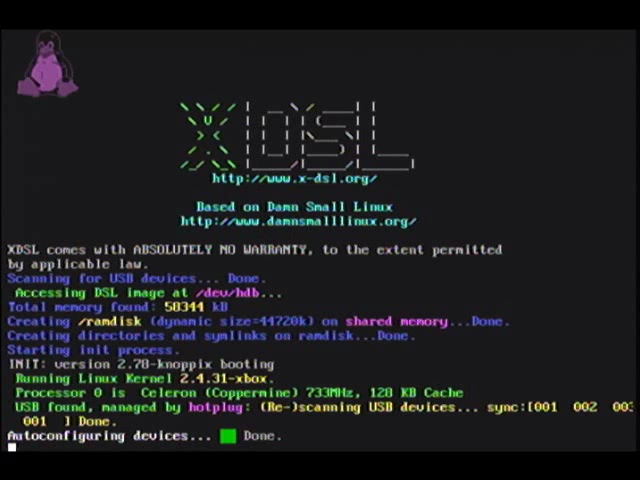 XDSL
http://www.x-dsl.org/
Based on Damn Small Linux
http://www.damnsmalllinux.org/
XDSL comes with ABSOLUTELY NO WARRANTY, to the extent permitted
by applicable law.
Scanning for USB devices... Done.
Accessing DSL image at /dev/hdb...
Total memory found: 58344 kB
Creating /ramdisk (dynamic size=44720k) on shared memory...Done.
Creating directories and symlinks on ramdisk...Done.
Starting init process.
INIT: version 2.78-knoppix booting
Running Linux Kernel 2.4.31-xbox.
Processor 0 is Celeron (Coppermine) 733MHz, 128 KB Cache
USB found, managed by hotplug: (Re-)scanning USB devices... sync:[001 002 003
001 ] Done.
Autoconfiguring devices... Done.